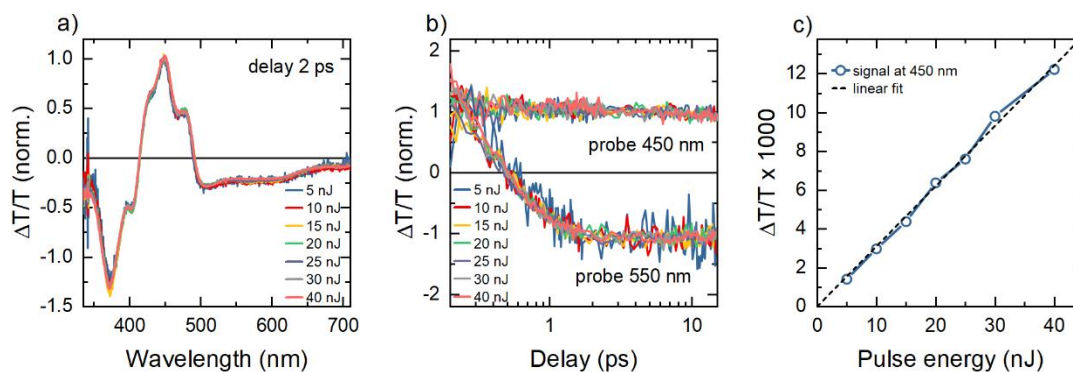 a)
ΔT/T (norm.)
1.0
0.5
0.0
-0.5
-1.0
-1.5
delay 2 ps
5 nJ
10 nJ
15 nJ
20 nJ
25 nJ
30 nJ
40 nJ
400 500 600 700
Wavelength (nm)
b)
ΔT/T (norm.)
2
1
0
-1
-2
probe 450 nm
5 nJ
10 nJ
15 nJ
20 nJ
25 nJ
30 nJ
40 nJ
probe 550 nm
1 10
Delay (ps)
c)
ΔT/T x 1000
12
10
8
6
4
2
0
signal at 450 nm
linear fit
0 10 20 30 40
Pulse energy (nJ)